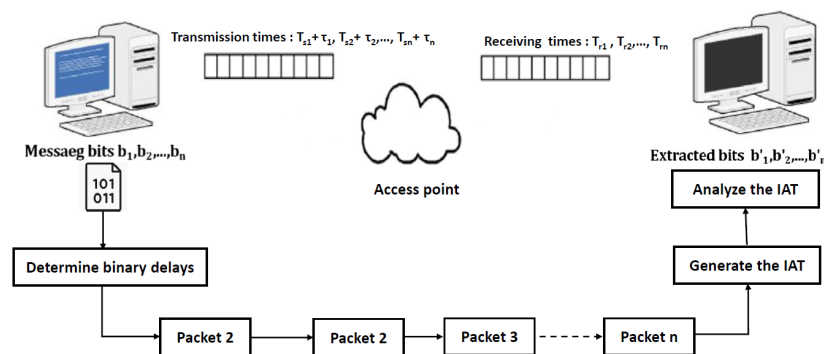 Transmission times : Ts1+ τ1, Ts2+ τ2,..., Tsn+ τn
Receiving times : Tr1 , Tr2,..., Trn
Messaeg bits b1,b2,...,bn
Access point
Extracted bits b'1,b'2,...,b'n
101
011
Analyze the IAT
Determine binary delays
Generate the IAT
Packet 2
Packet 2
Packet 3
Packet n